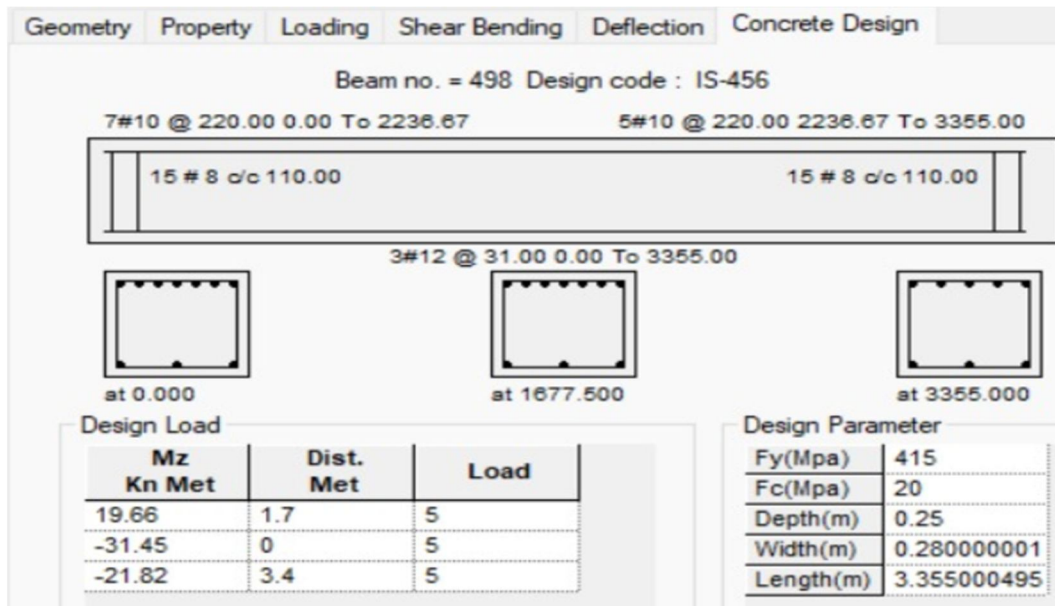 Geometry Property Loading Shear Bending Deflection Concrete Design
Beam no. = 498 Design code : IS-456
7#10 @ 220.00 0.00 To 2236.67 5#10 @ 220.00 2236.67 To 3355.00
15 # 8 c/c 110.00 15 # 8 c/c 110.00
3#12 @ 31.00 0.00 To 3355.00
at 0.000 at 1677.500 at 3355.000
Design Load Design Parameter
Mz Dist. Load Fy(Mpa) 415
Kn Met Met Fc(Mpa) 20
19.66 1.7 5 Depth(m) 0.25
-31.45 0 5 Width(m) 0.280000001
-21.82 3.4 5 Length(m) 3.355000495